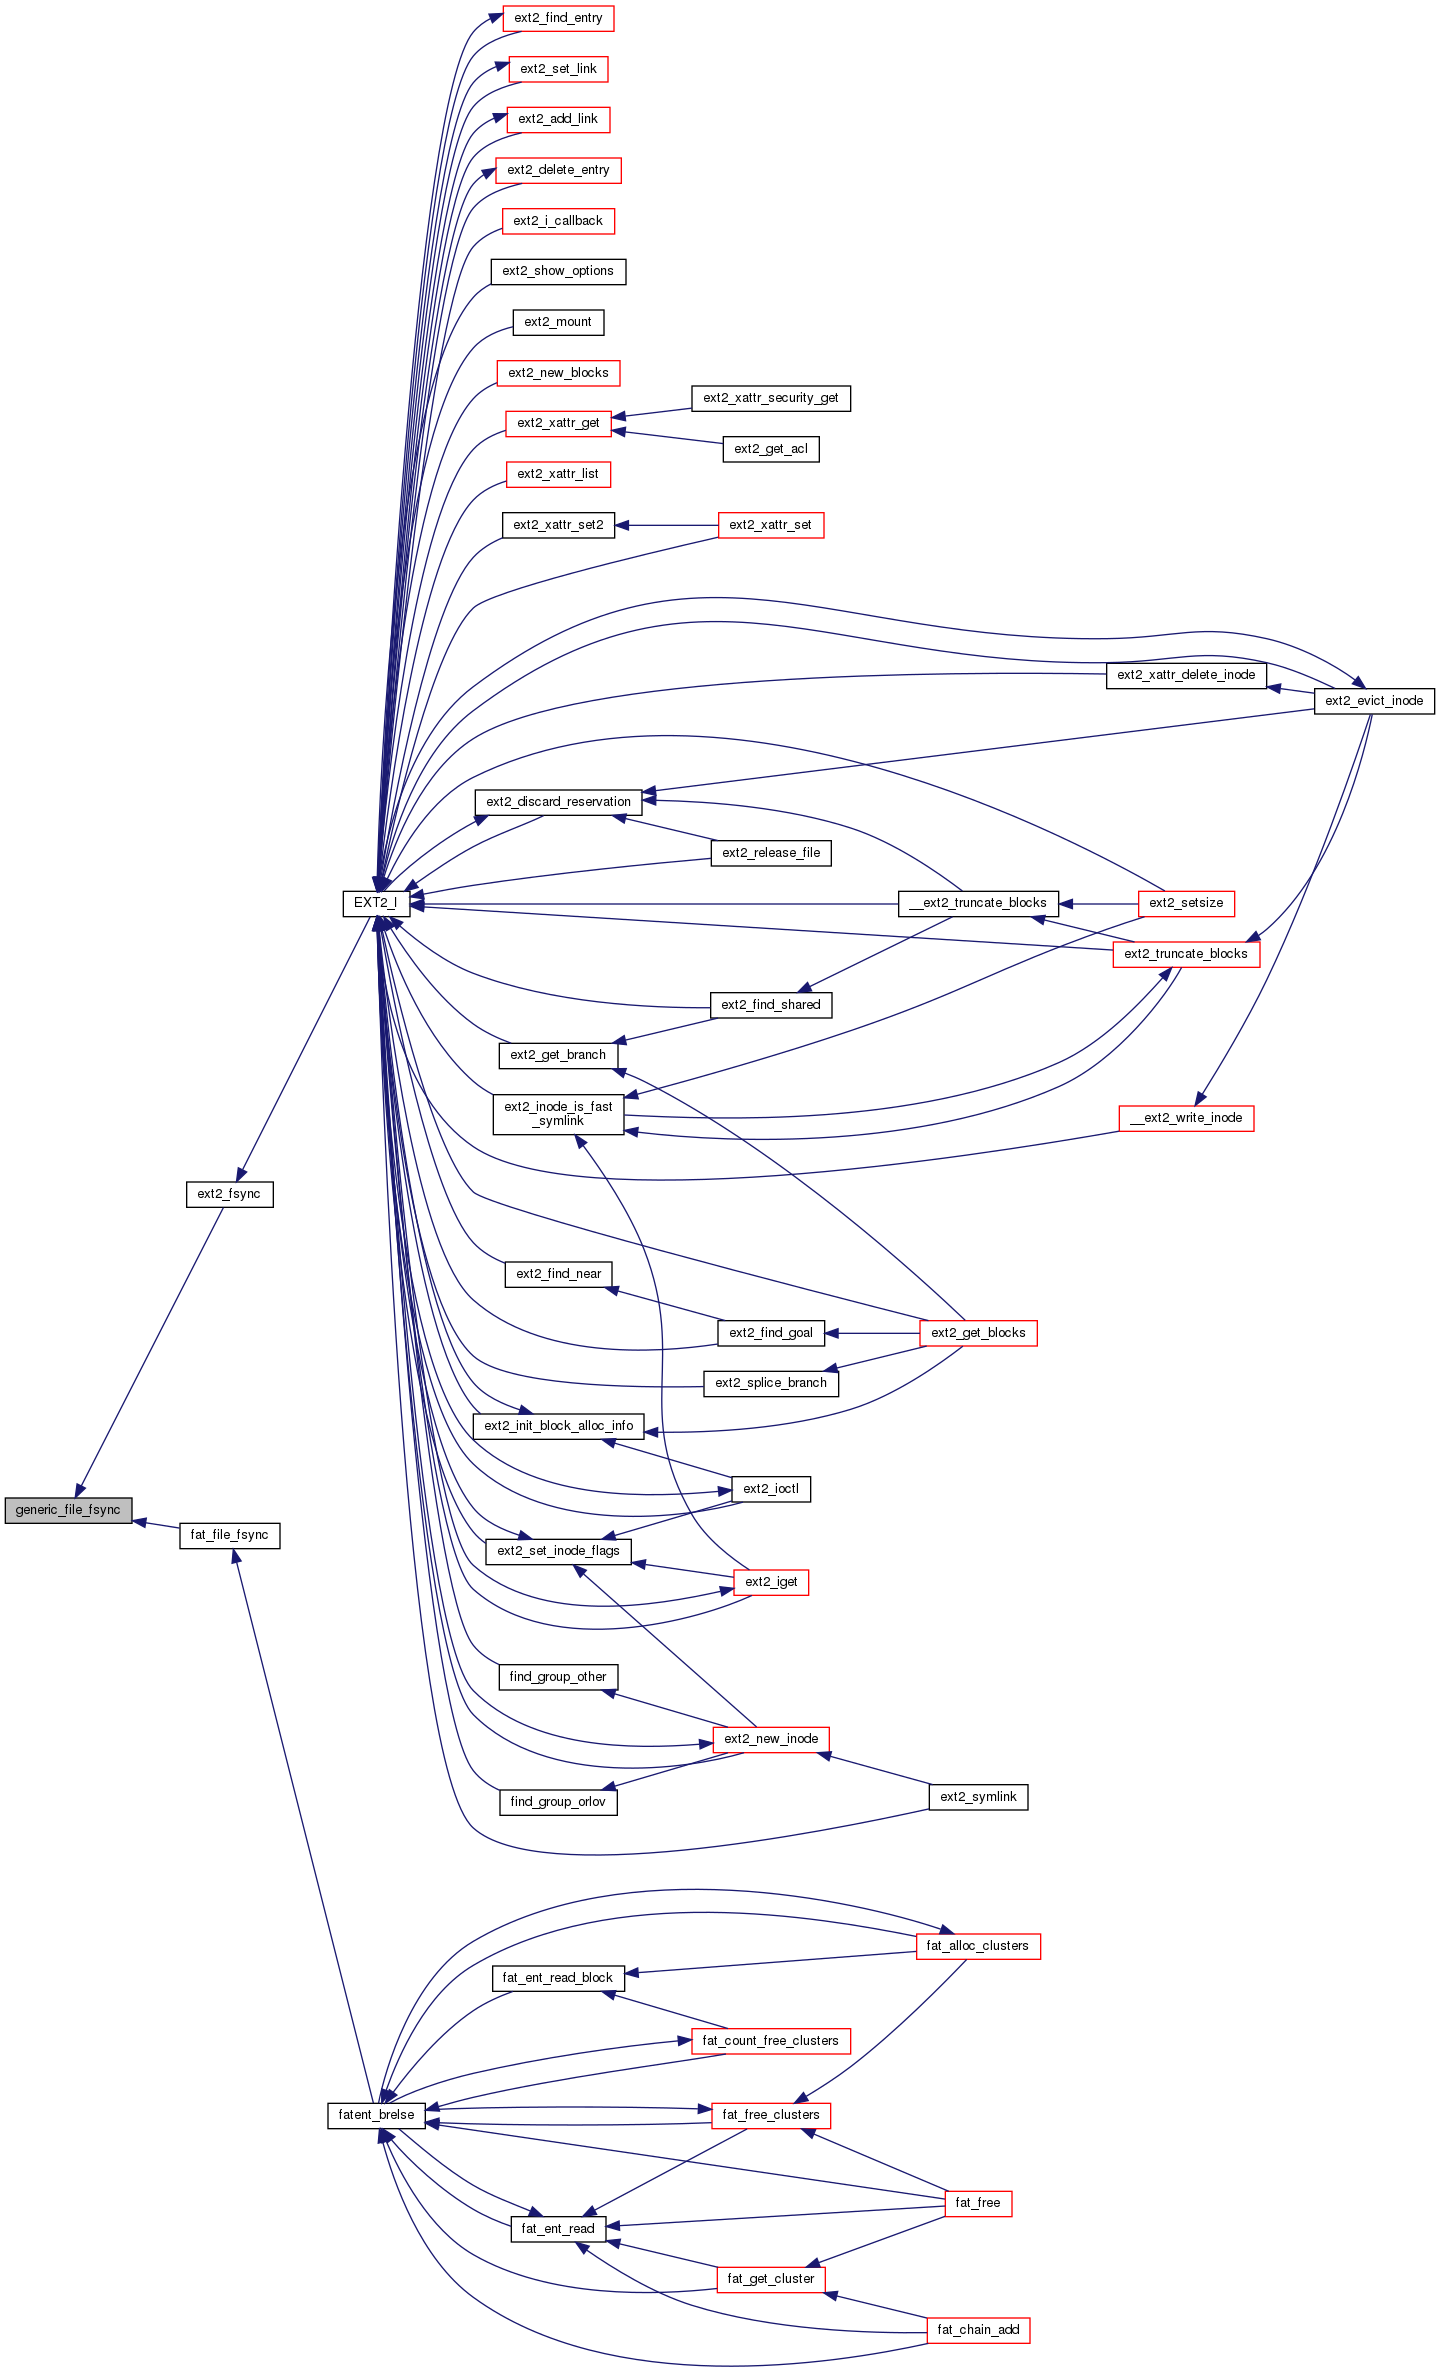 ext2_find_entry
ext2_set_link
ext2_add_link
ext2_delete_entry
ext2_i_callback
ext2_show_options
ext2_mount
ext2_new_blocks
ext2_xattr_security_get
ext2_xattr_get
ext2_get_acl
ext2_xattr_list
ext2_xattr_set2
ext2_xattr_set
ext2_xattr_delete_inode
ext2_evict_inode
ext2_discard_reservation
ext2_release_file
EXT2_I
__ext2_truncate_blocks
ext2_setsize
ext2_truncate_blocks
ext2_find_shared
ext2_get_branch
ext2_inode_is_fast
_symlink
__ext2_write_inode
ext2_fsync
ext2_find_near
ext2_find_goal
ext2_get_blocks
ext2_splice_branch
ext2_init_block_alloc_info
ext2_ioctl
generic_file_fsync
fat_file_fsync
ext2_set_inode_flags
ext2_iget
find_group_other
ext2_new_inode
find_group_orlov
ext2_symlink
fat_alloc_clusters
fat_ent_read_block
fat_count_free_clusters
fatent_brelse
fat_free_clusters
fat_free
fat_ent_read
fat_get_cluster
fat_chain_add